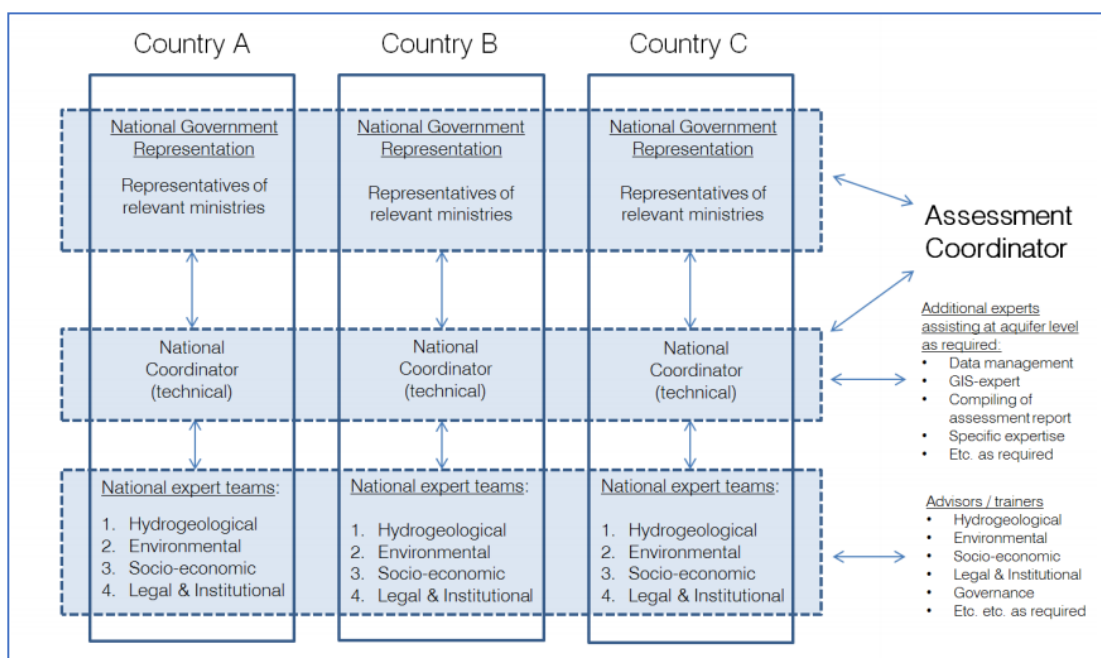 Country A
Country B
Country C
National Government
Representation
Representatives of
relevant ministries
National Government
Representation
Representatives of
relevant ministries
National Government
Representation
Representatives of
relevant ministries
Assessment
Coordinator
National
Coordinator
(technical)
National
Coordinator
(technical)
National
Coordinator
(technical)
Additional experts
assisting at aquifer level
as required:
• Data management
• GIS-expert
• Compiling of
assessment report
• Specific expertise
• Etc. as required
National expert teams:
1. Hydrogeological
2. Environmental
3. Socio-economic
4. Legal & Institutional
National expert teams:
1. Hydrogeological
2. Environmental
3. Socio-economic
4. Legal & Institutional
National expert teams:
1. Hydrogeological
2. Environmental
3. Socio-economic
4. Legal & Institutional
Advisors / trainers
• Hydrogeological
• Environmental
• Socio-economic
• Legal & Institutional
• Governance
• Etc. etc. as required